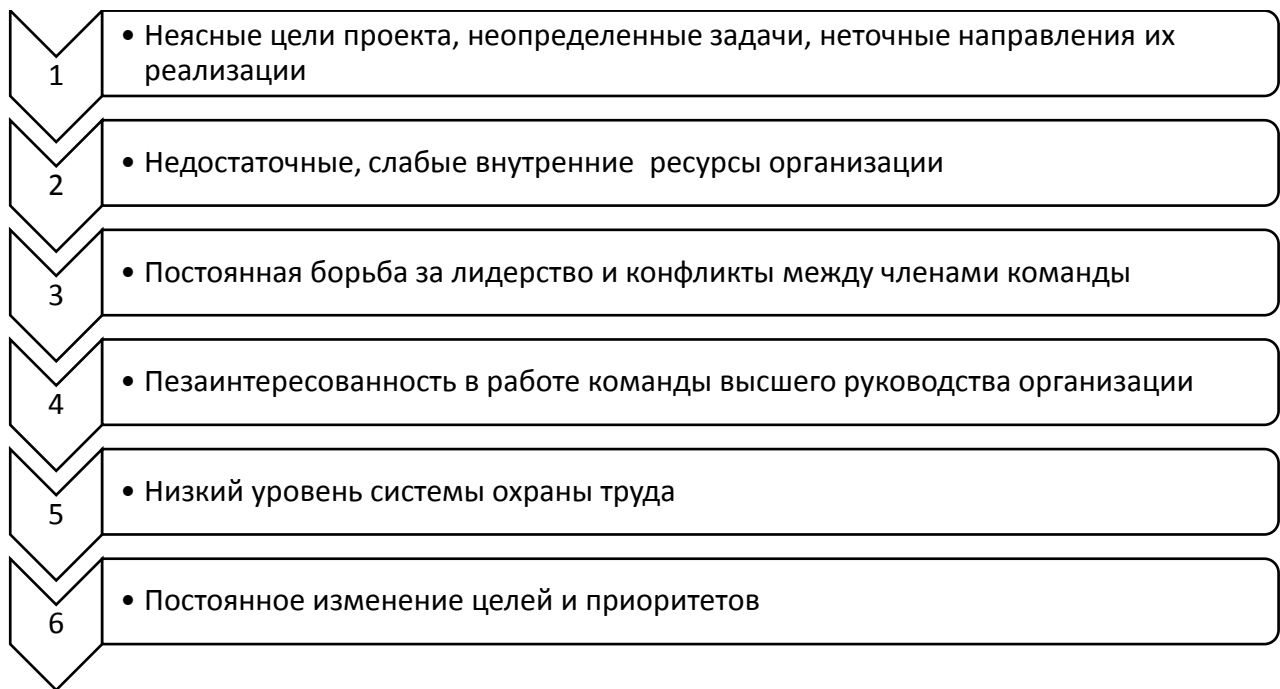 1
• Неясные цели проекта, неопределенные задачи, неточные направления их
реализации
2
• Недостаточные, слабые внутренние  ресурсы организации
3
• Постоянная борьба за лидерство и конфликты между членами команды
4
• Пезаинтересованность в работе команды высшего руководства организации
5
• Низкий уровень системы охраны труда
6
• Постоянное изменение целей и приоритетов